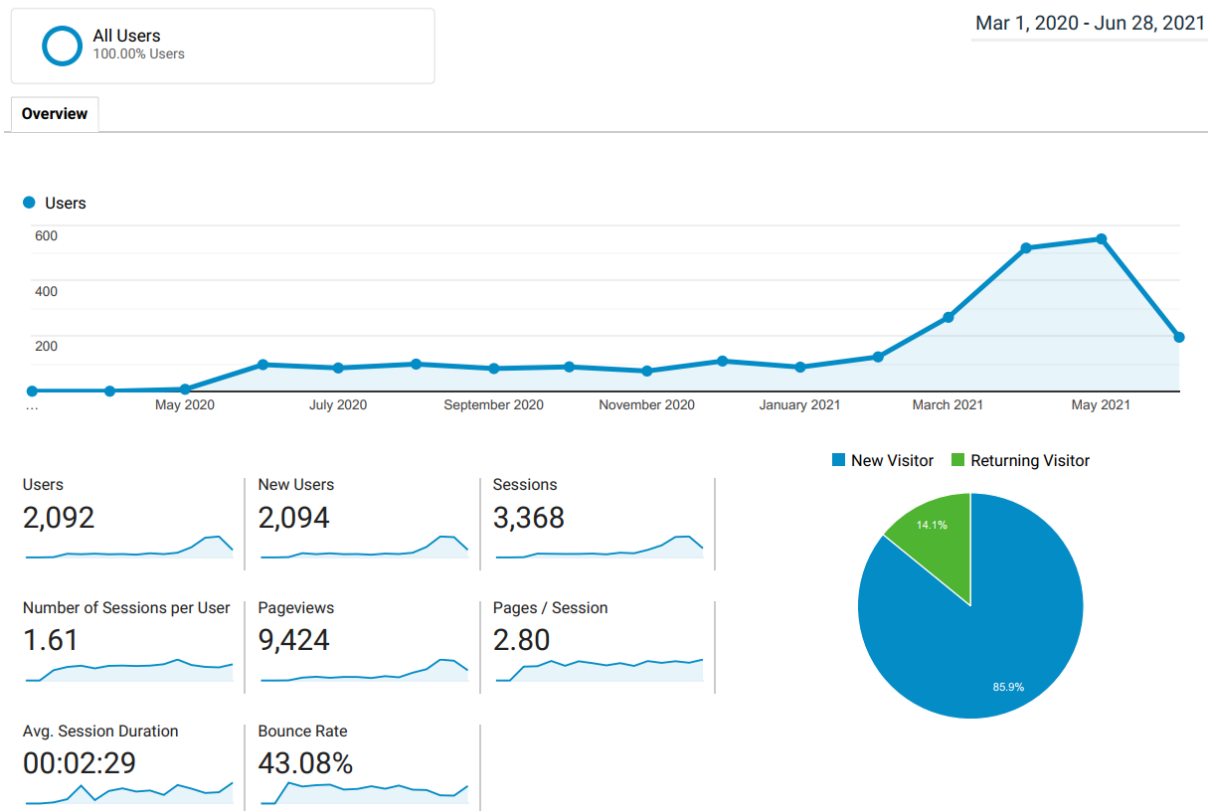 All Users
100.00% Users
Mar 1, 2020 - Jun 28, 2021
Overview
Users
600
400
200
... May 2020 July 2020 September 2020 November 2020 January 2021 March 2021 May 2021
New Visitor Returning Visitor
14.1%
85.9%
Users New Users Sessions
2,092 2,094 3,368
Number of Sessions per User Pageviews Pages / Session
1.61 9,424 2.80
Avg. Session Duration Bounce Rate
00:02:29 43.08%